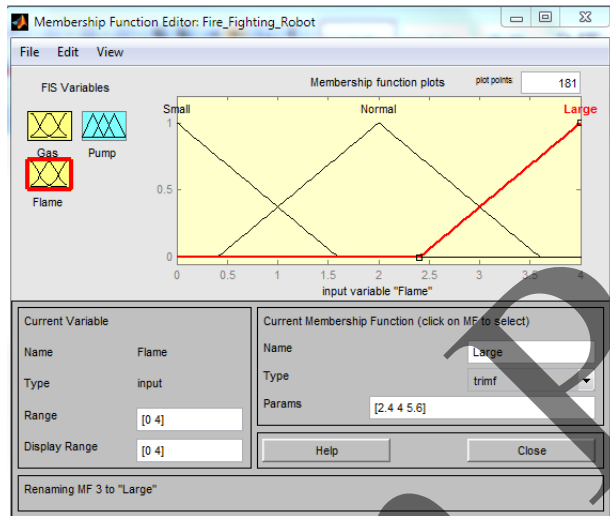 Membership Function Editor: Fire_Fighting_Robot
File Edit View
FIS Variables
Membership function plots
plot points:
181
Gas
Pump
Flame
Small
Normal
Large
1
0.5
0
0 0.5 1 1.5 2 2.5 3 3.5 4
input variable "Flame"
Current Variable
Name Flame
Type input
Range [0 4]
Display Range [0 4]
Current Membership Function (click on MF to select)
Name Large
Type trimf
Params [2.4 4 5.6]
Help Close
Renaming MF 3 to "Large"